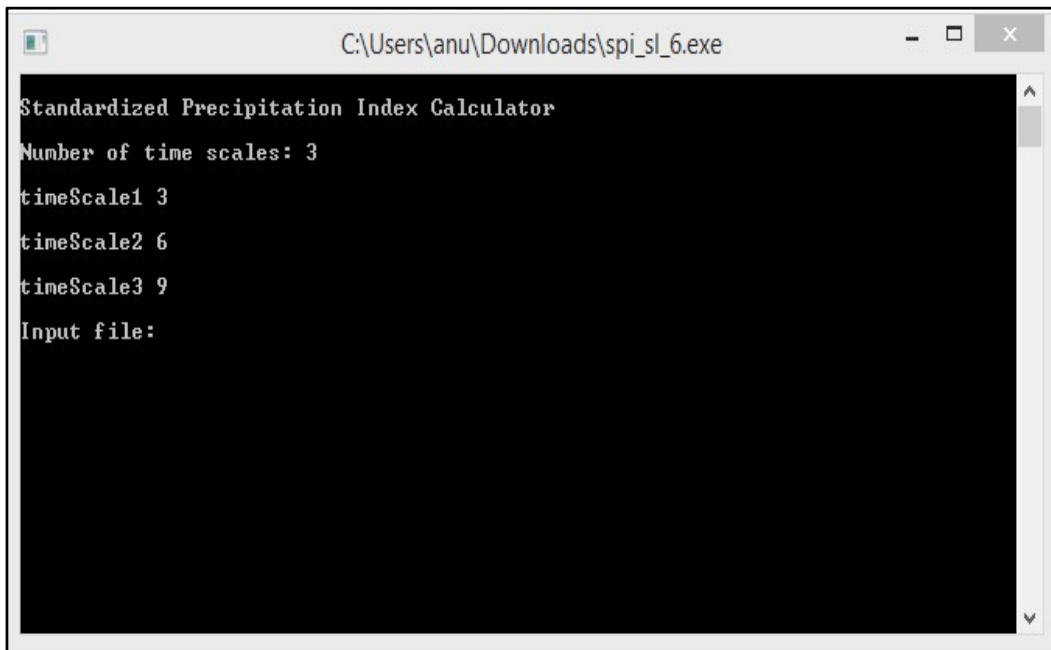 C:\Users\anu\Downloads\spi_sl_6.exe
Standardized Precipitation Index Calculator
Number of time scales: 3
timeScale1 3
timeScale2 6
timeScale3 9
Input file: